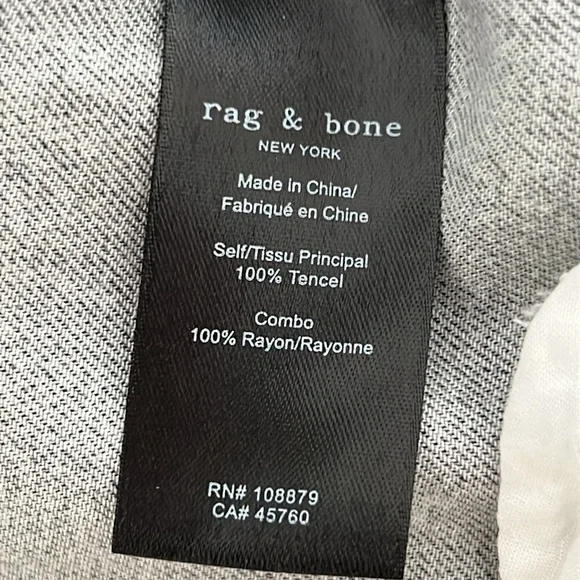 rag & bone
NEW YORK
Made in China/
Fabriqué en Chine
Self/Tissu Principal
100% Tencel
Combo
100% Rayon/Rayonne
RN# 108879
CA# 45760